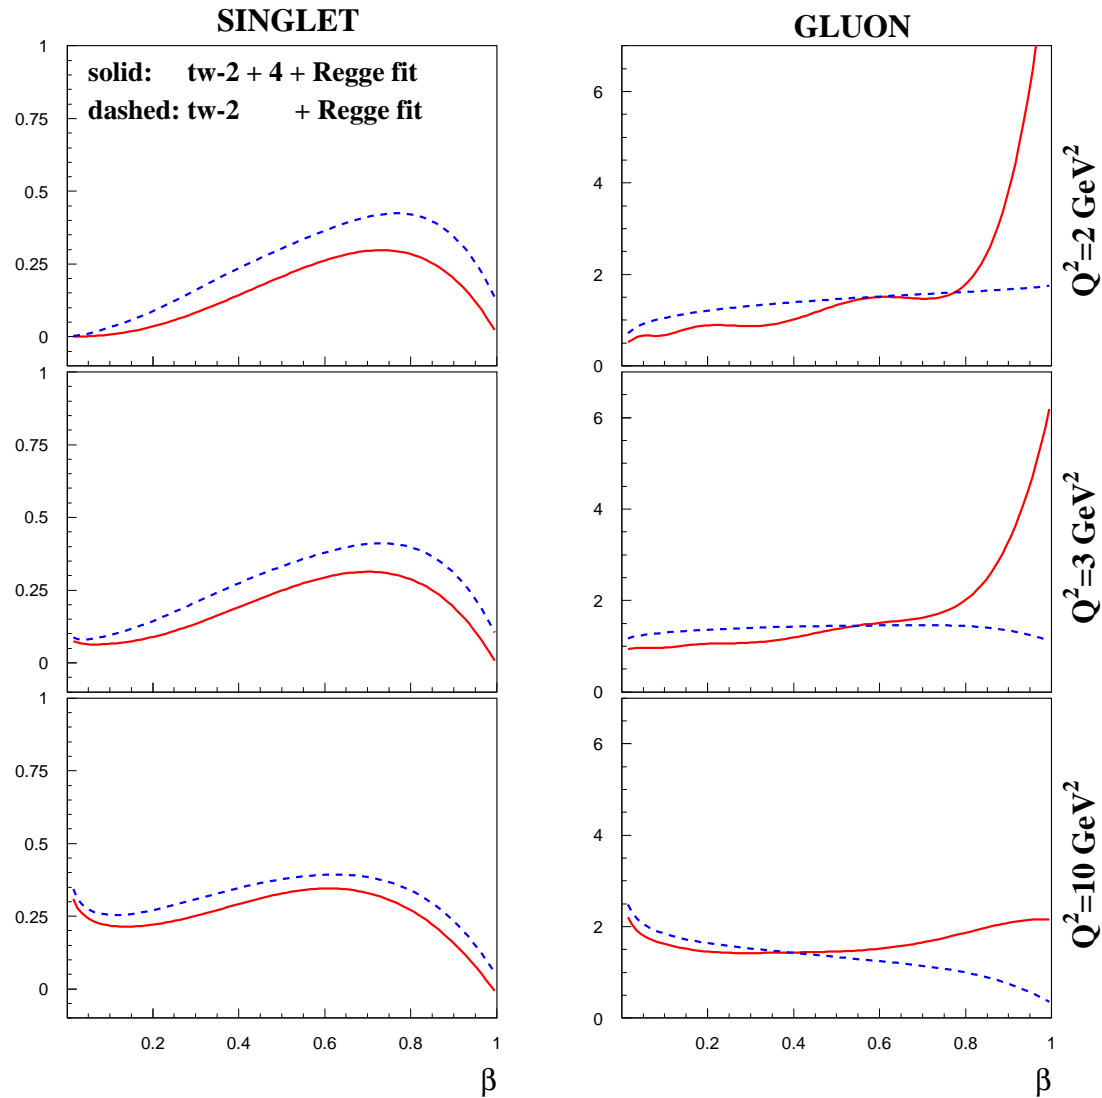 SINGLET
GLUON
solid: tw-2 + 4 + Regge fit
dashed: tw-2 + Regge fit
1
0.75
0.5
0.25
0
6
4
2
0
Q²=2 GeV²
1
0.75
0.5
0.25
0
6
4
2
0
Q²=3 GeV²
1
0.75
0.5
0.25
0
6
4
2
0
Q²=10 GeV²
0.2 0.4 0.6 0.8 1
0.2 0.4 0.6 0.8 1
β
β